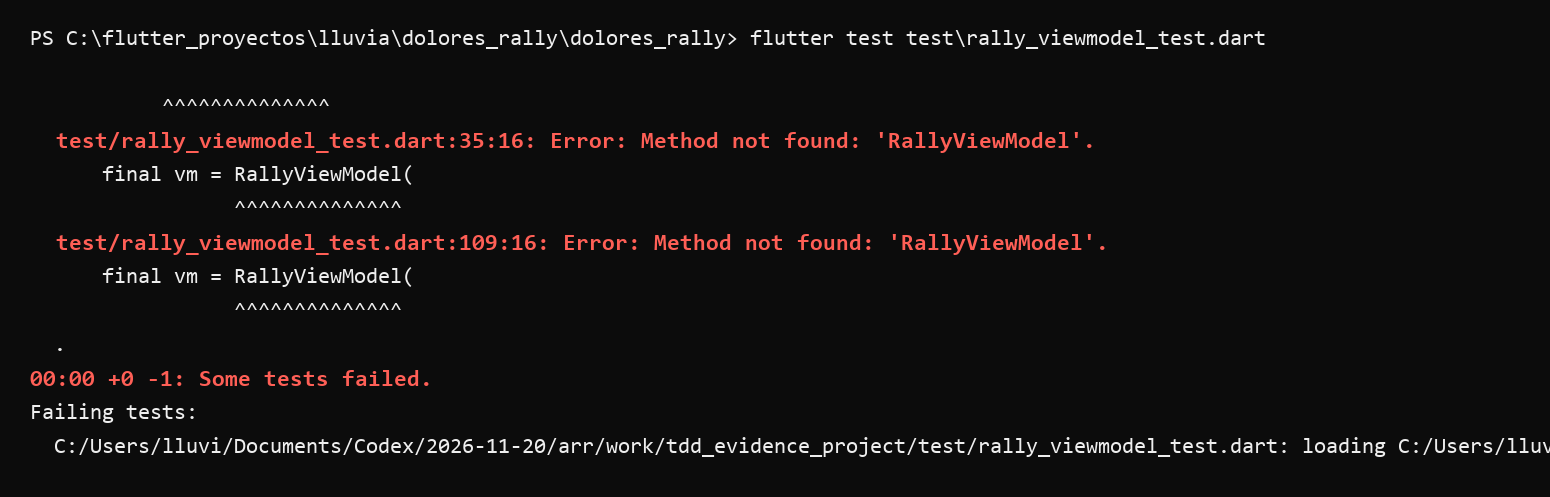 PS C:\flutter_proyectos\lluvia\dolores_rally\dolores_rally> flutter test test\rally_viewmodel_test.dart
^^^^^^^^^^^^^^
test/rally_viewmodel_test.dart:35:16: Error: Method not found: 'RallyViewModel'.
final vm = RallyViewModel(
^^^^^^^^^^^^^^
test/rally_viewmodel_test.dart:109:16: Error: Method not found: 'RallyViewModel'.
final vm = RallyViewModel(
^^^^^^^^^^^^^^
.
00:00 +0 -1: Some tests failed.
Failing tests:
C:/Users/lluvi/Documents/Codex/2026-11-20/arr/work/tdd_evidence_project/test/rally_viewmodel_test.dart: loading C:/Users/lluv